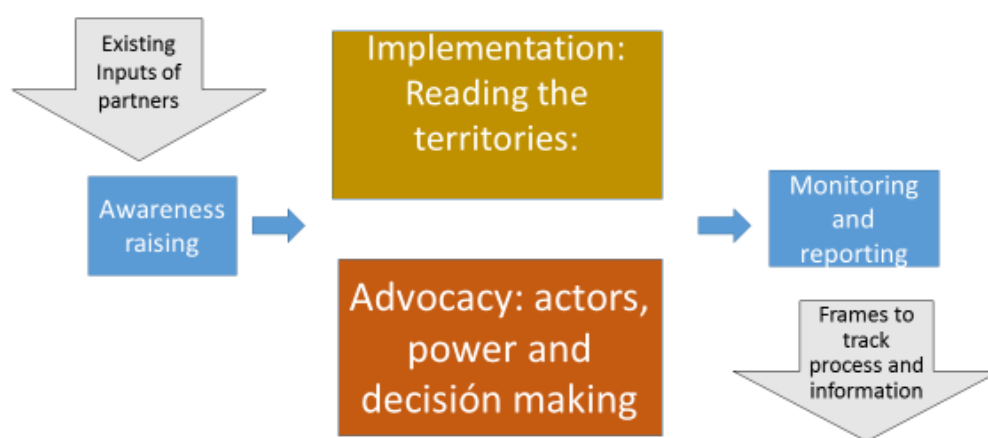 Existing
Inputs of
partners
Awareness
raising
Implementation:
Reading the
territories:
Advocacy: actors,
power and
decisión making
Monitoring
and
reporting
Frames to
track
process and
information